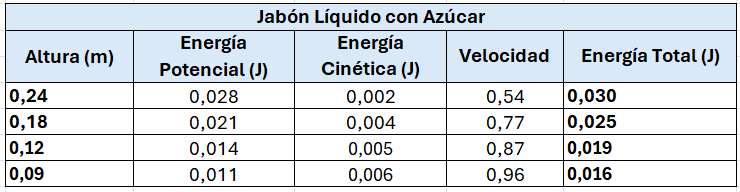 Jabón Líquido con Azúcar
Altura (m) Energía Potencial (J) Energía Cinética (J) Velocidad Energía Total (J)
0,24 0,028 0,002 0,54 0,030
0,18 0,021 0,004 0,77 0,025
0,12 0,014 0,005 0,87 0,019
0,09 0,011 0,006 0,96 0,016